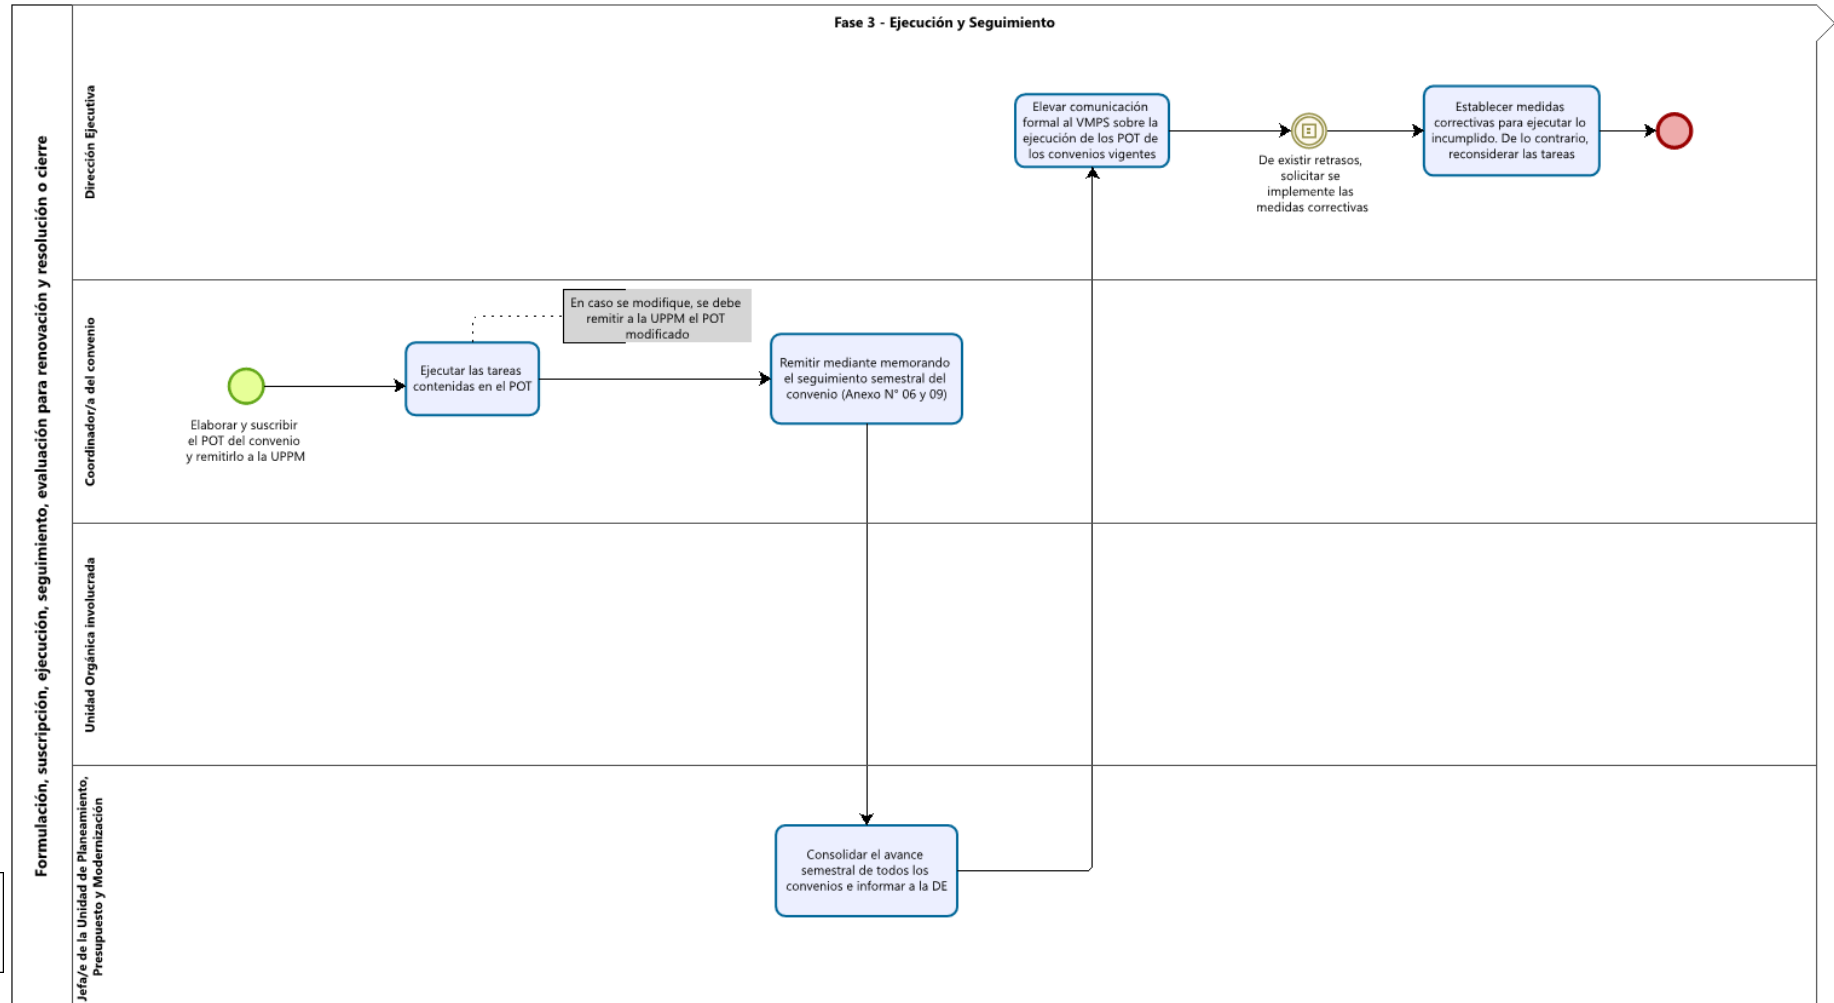 Fase 3 - Ejecución y Seguimiento
Formulación, suscripción, ejecución, seguimiento, evaluación para renovación y resolución o cierre
Dirección Ejecutiva
Elevar comunicación
formal al VMPS sobre la
ejecución de los POT de
los convenios vigentes
De existir retrasos,
solicitar se
implemente las
medidas correctivas
Establecer medidas
correctivas para ejecutar lo
incumplido. De lo contrario,
reconsiderar las tareas
Coordinador/a del convenio
Elaborar y suscribir
el POT del convenio
y remitirlo a la UPPM
Ejecutar las tareas
contenidas en el POT
En caso se modifique, se debe
remitir a la UPPM el POT
modificado
Remitir mediante memorando
el seguimiento semestral del
convenio (Anexo N° 06 y 09)
Unidad Orgánica involucrada
Jefa/e de la Unidad de Planeamiento,
Presupuesto y Modernización
Consolidar el avance
semestral de todos los
convenios e informar a la DE